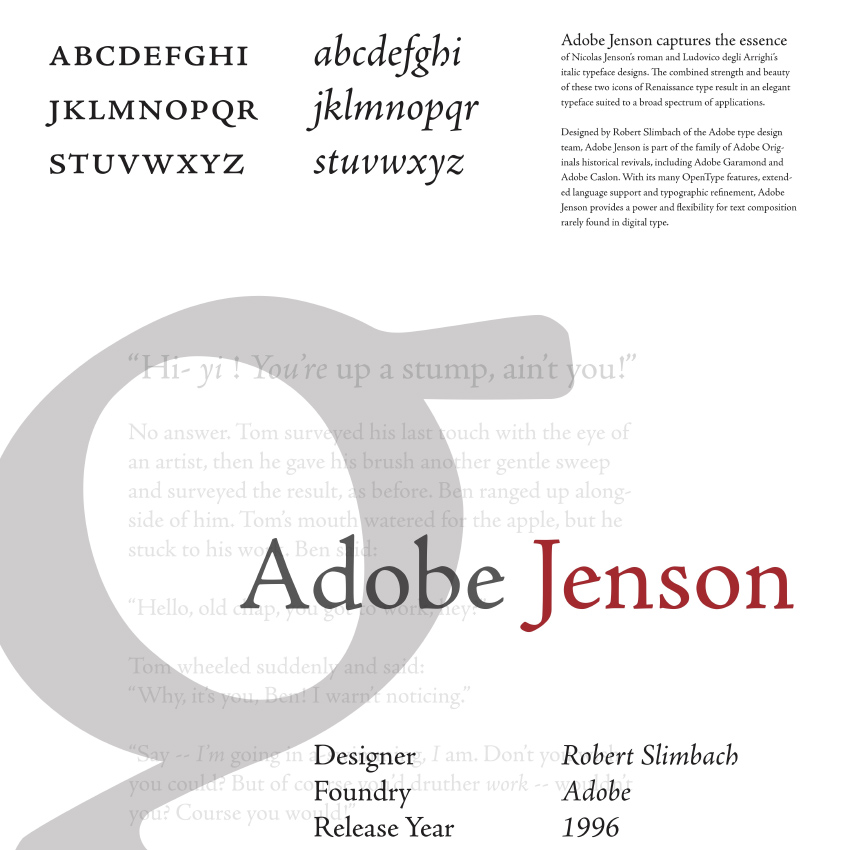 ABCDEFGHI
JKLMNOPQR
STUVWXYZ
abcdefghi
jklmnopqr
stuvwxyz
Adobe Jenson captures the essence
of Nicolas Jenson's roman and Ludovico degli Arrighi's
italic typeface designs. The combined strength and beauty
of these two icons of Renaissance type result in an elegant
typeface suited to a broad spectrum of applications.
Designed by Robert Slimbach of the Adobe type design
team, Adobe Jenson is part of the family of Adobe Orig-
inals historical revivals, including Adobe Garamond and
Adobe Caslon. With its many OpenType features, extend-
ed language support and typographic refinement, Adobe
Jenson provides a power and flexibility for text composition
rarely found in digital type.
g
“Hi- yi ! You're up a stump, ain't you!”
No answer. Tom surveyed his last touch with the eye of
an artist, then he gave his brush another gentle sweep
and surveyed the result, as before. Ben ranged up along-
side of him. Tom's mouth watered for the apple, but he
stuck to his work. Ben said:
Adobe Jenson
“Hello, old chap, you got to work, hey?”
Tom wheeled suddenly and said:
“Why, it's you, Ben! I warn't noticing.”
“Say -- I'm going in a-, I am. Don't you
you could? But of course you'd druther work -- wouldn't
you? Course you would!”
Designer Robert Slimbach
Foundry Adobe
Release Year 1996